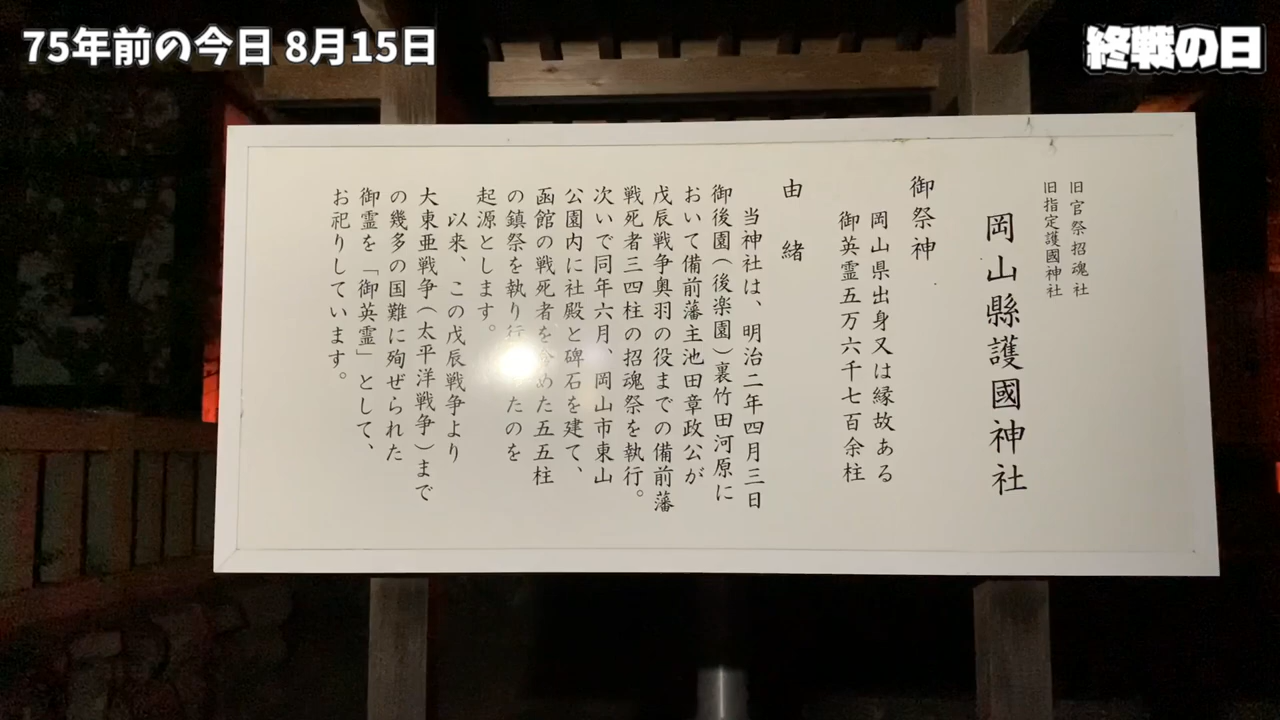 75年前の今日 8月15日
終戦の日
旧官祭招魂社
旧指定護國神社
岡山縣護國神社
御祭神
岡山県出身又は縁故ある
御英霊五万六千七百余柱
由緒
当神社は、明治二年四月三日
御後園（後楽園）裏竹田河原に
おいて備前藩主池田章政公が
戊辰戦争奥羽の役までの備前藩
戦死者三四柱の招魂祭を執行。
次いで同年六月、岡山市東山
公園内に社殿と碑石を建て、
函館の戦死者を含めた五五柱
の鎮祭を執り行たのを
起源とします。
以来、この戊辰戦争より
大東亜戦争（太平洋戦争）まで
の幾多の国難に殉ぜられた
御霊を「御英霊」として、
お祀りしています。